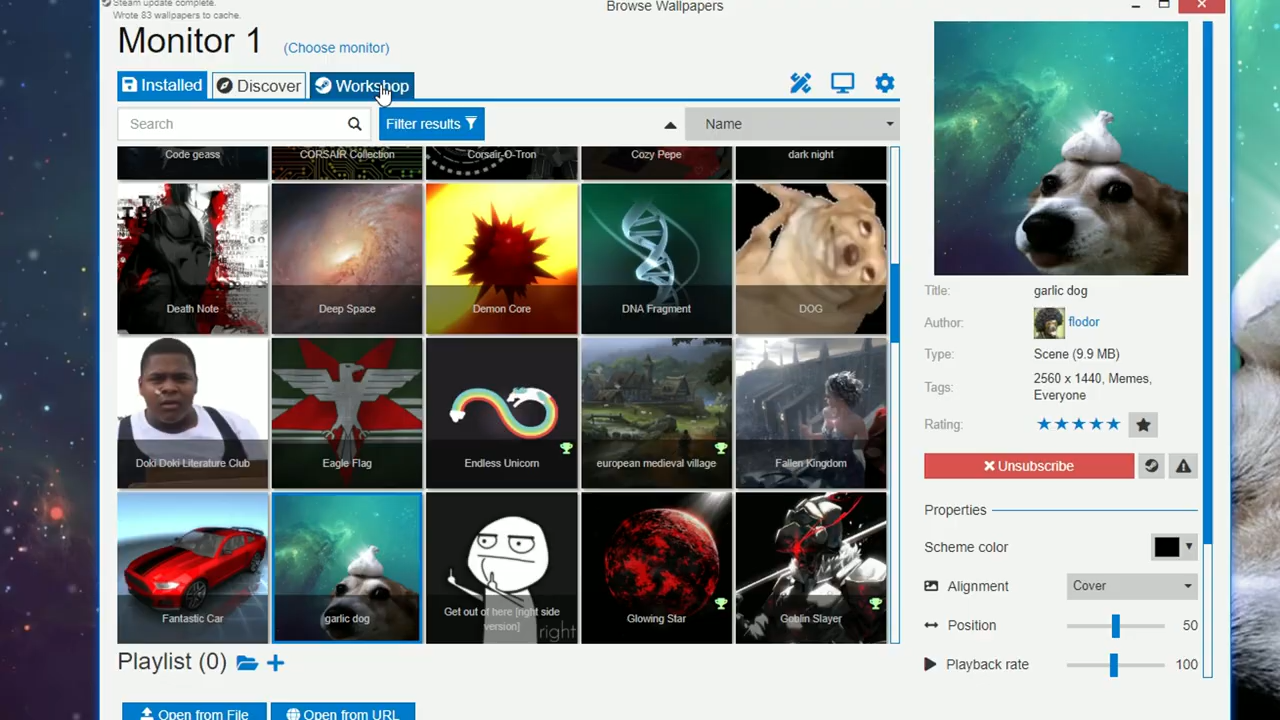 Steam update complete.
Wrote 83 wallpapers to cache.
Browse Wallpapers
Monitor 1 (Choose monitor)
Installed Discover Workshop
Search Filter results Name
Code geass CORSAIR Collection Corsair-O-Tron Cozy Pepe dark night
Death Note Deep Space Demon Core DNA Fragment DOG
Doki Doki Literature Club Eagle Flag Endless Unicorn european medieval village Fallen Kingdom
Fantastic Car garlic dog Get out of here [right side
version] Glowing Star Goblin Slayer
right
Playlist (0)
Open from File Open from URL
Title: garlic dog
Author: flodor
Type: Scene (9.9 MB)
Tags: 2560 x 1440, Memes,
Everyone
Rating:
Unsubscribe
Properties
Scheme color
Alignment Cover
Position 50
Playback rate 100